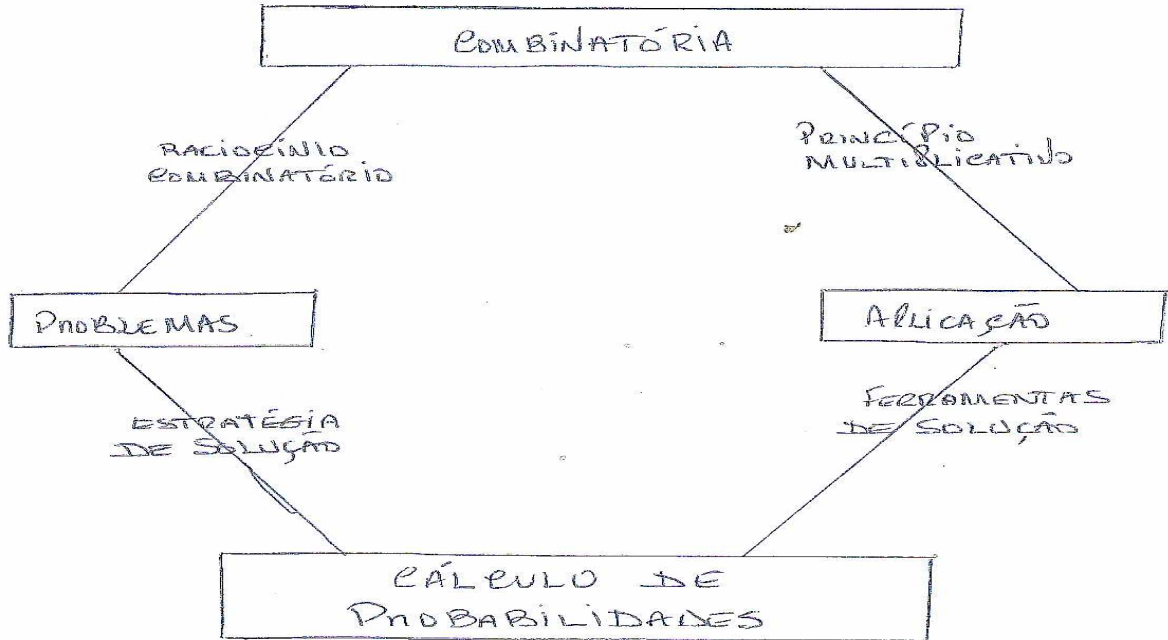 COMBINATÓRIA
RACIOCÍNIO
COMBINATÓRIO
PRINCÍPIO
MULTIPLICATIVO
PROBLEMAS
APLICAÇÃO
ESTRATÉGIA
DE SOLUÇÃO
FERRAMENTAS
DE SOLUÇÃO
CÁLCULO DE
PROBABILIDADES